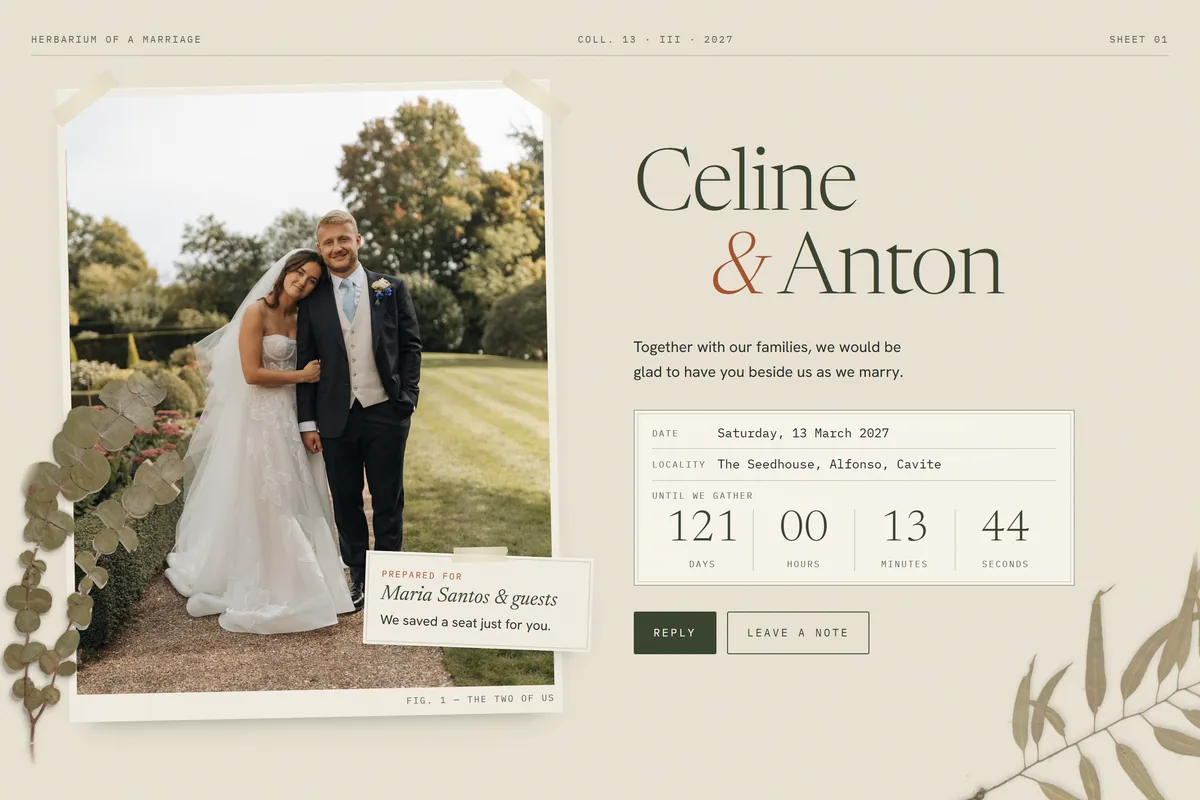 HERBARIUM OF A MARRIAGE
COLL. 13 · III · 2027
SHEET 01
Celine
& Anton
Together with our families, we would be
glad to have you beside us as we marry.
DATE Saturday, 13 March 2027
LOCALITY The Seedhouse, Alfonso, Cavite
UNTIL WE GATHER
121 00 13 44
DAYS HOURS MINUTES SECONDS
REPLY
LEAVE A NOTE
PREPARED FOR
Maria Santos & guests
We saved a seat just for you.
FIG. 1 — THE TWO OF US